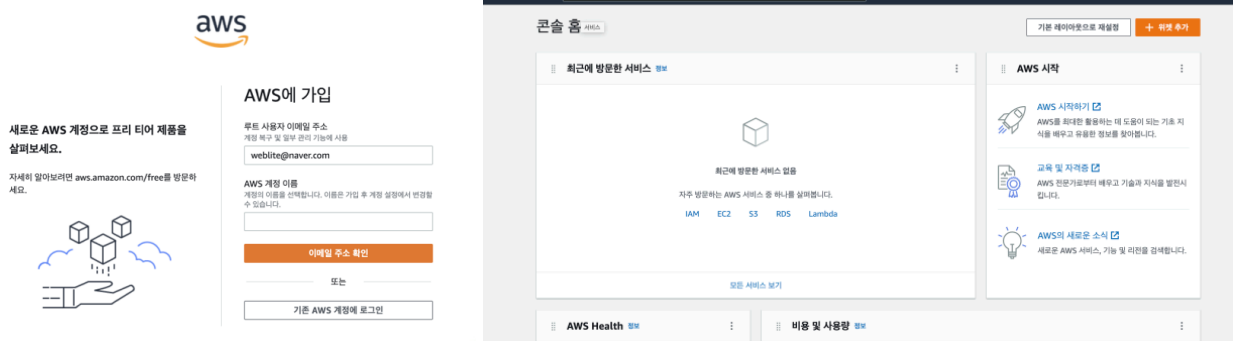 aws
새로운 AWS 계정으로 프리 티어 제품을
살펴보세요.
자세히 알아보려면 aws.amazon.com/free를 방문하
세요.
AWS에 가입
루트 사용자 이메일 주소
계정 복구 및 일부 관리 기능에 사용
weblite@naver.com
AWS 계정 이름
계정의 이름을 선택합니다. 이름은 가입 후 계정 설정에서 변경할
수 있습니다.
이메일 주소 확인
또는
기존 AWS 계정에 로그인
콘솔 홈 서비스
기본 레이아웃으로 재설정
+ 위젯 추가
최근에 방문한 서비스 정보
최근에 방문한 서비스 없음
자주 방문하는 AWS 서비스 중 하나를 살펴봅니다.
IAM EC2 S3 RDS Lambda
모든 서비스 보기
AWS 시작
AWS 시작하기
AWS를 최대한 활용하는 데 도움이 되는 기초 지
식을 배우고 유용한 정보를 찾아봅니다.
교육 및 자격증
AWS 전문가로부터 배우고 기술과 지식을 발전시
킵니다.
AWS의 새로운 소식
새로운 AWS 서비스, 기능 및 리전을 검색합니다.
AWS Health 정보
비용 및 사용량 정보